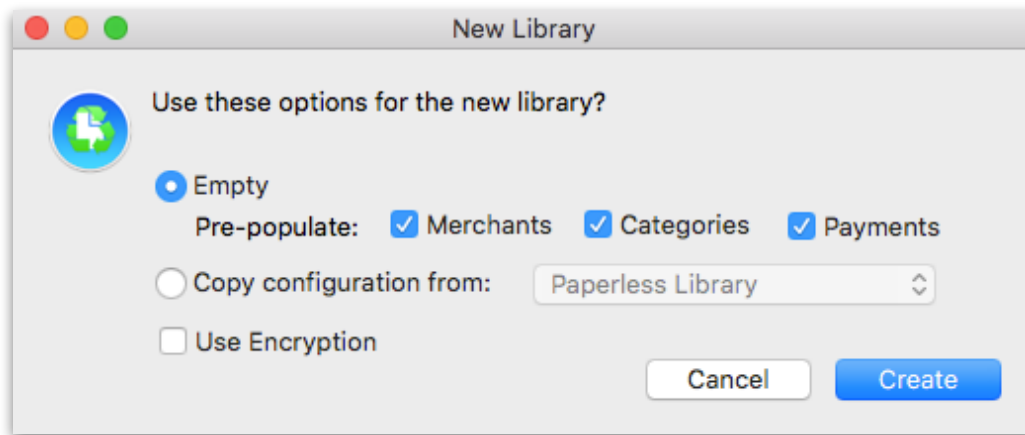 New Library
Use these options for the new library?
Empty
Pre-populate: Merchants Categories Payments
Copy configuration from: Paperless Library
Use Encryption
Cancel Create